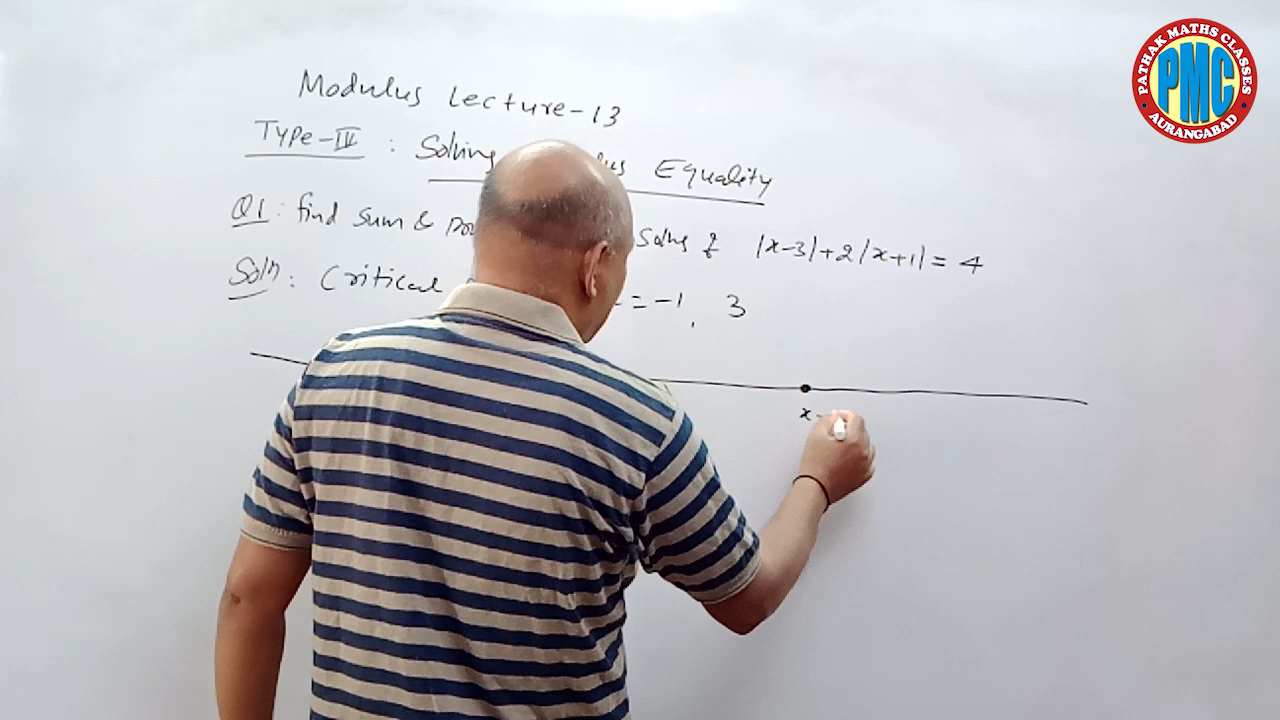 Modulus Lecture-13
Type-IV : Solving Equality
Q1: find sum & of |x-3|+2|x+1|=4
Soln: Critical = -1, 3
x
PATHAK MATHS CLASSES
PMC
AURANGABAD